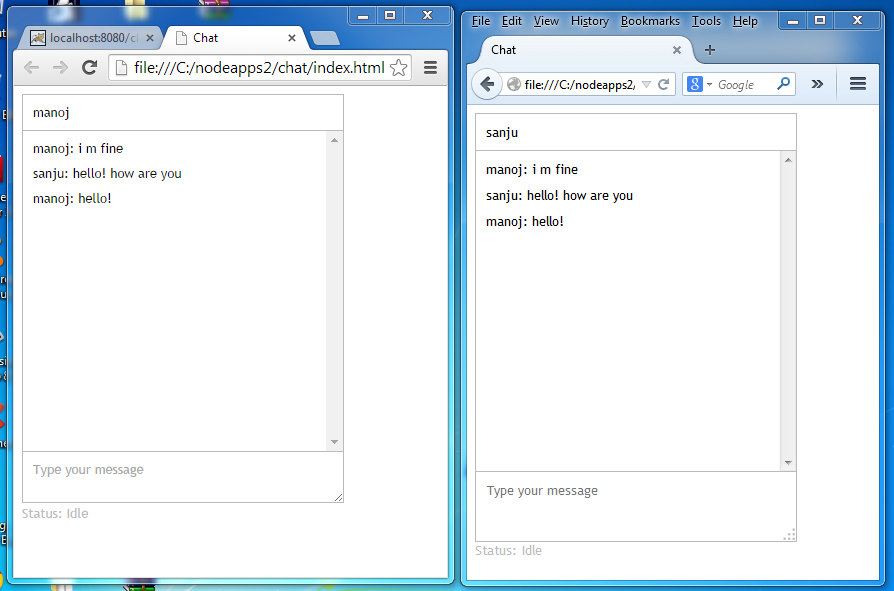 localhost:8080/c
Chat
file:///C:/nodeapps2/chat/index.html
manoj
manoj: i m fine
sanju: hello! how are you
manoj: hello!
Type your message
Status: Idle
File Edit View History Bookmarks Tools Help
Chat
file:///C:/nodeapps2,
Google
sanju
manoj: i m fine
sanju: hello! how are you
manoj: hello!
Type your message
Status: Idle